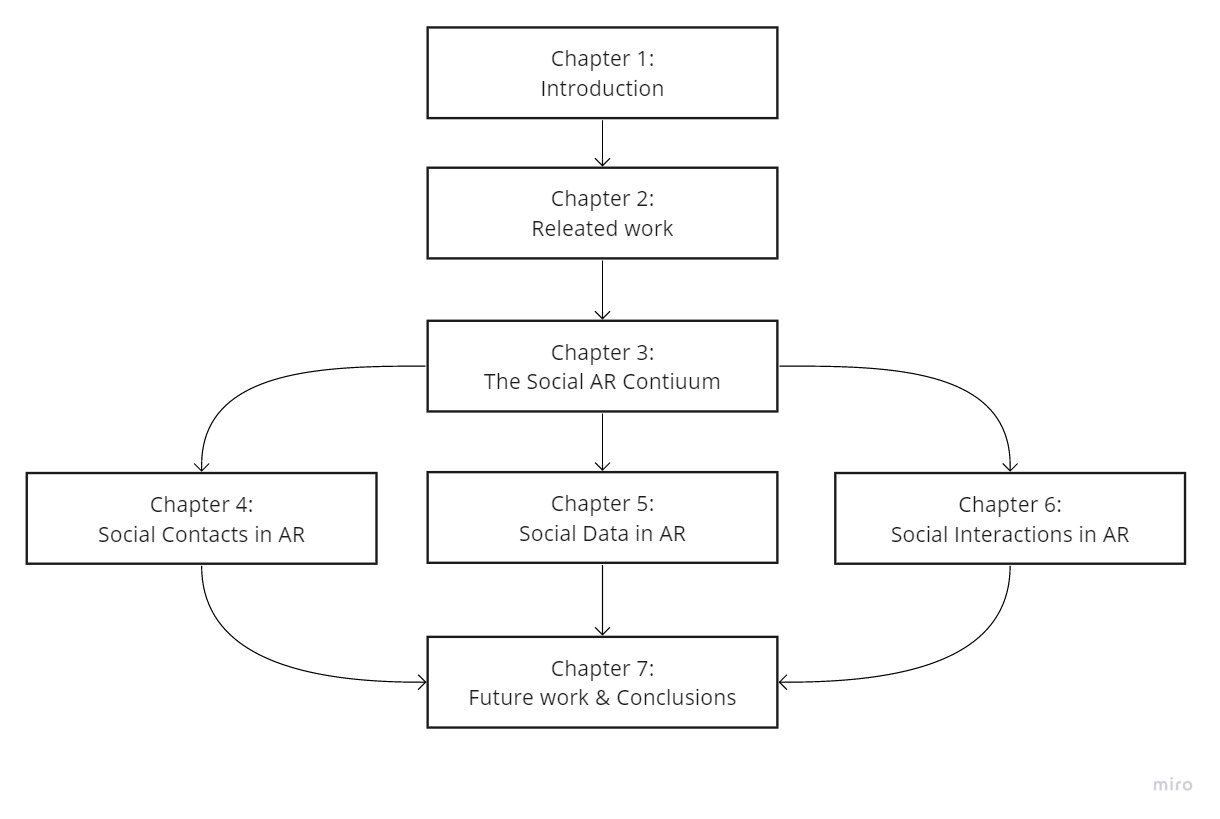 Chapter 1:
Introduction
Chapter 2:
Releated work
Chapter 3:
The Social AR Contiuum
Chapter 4:
Social Contacts in AR
Chapter 5:
Social Data in AR
Chapter 6:
Social Interactions in AR
Chapter 7:
Future work & Conclusions
miro